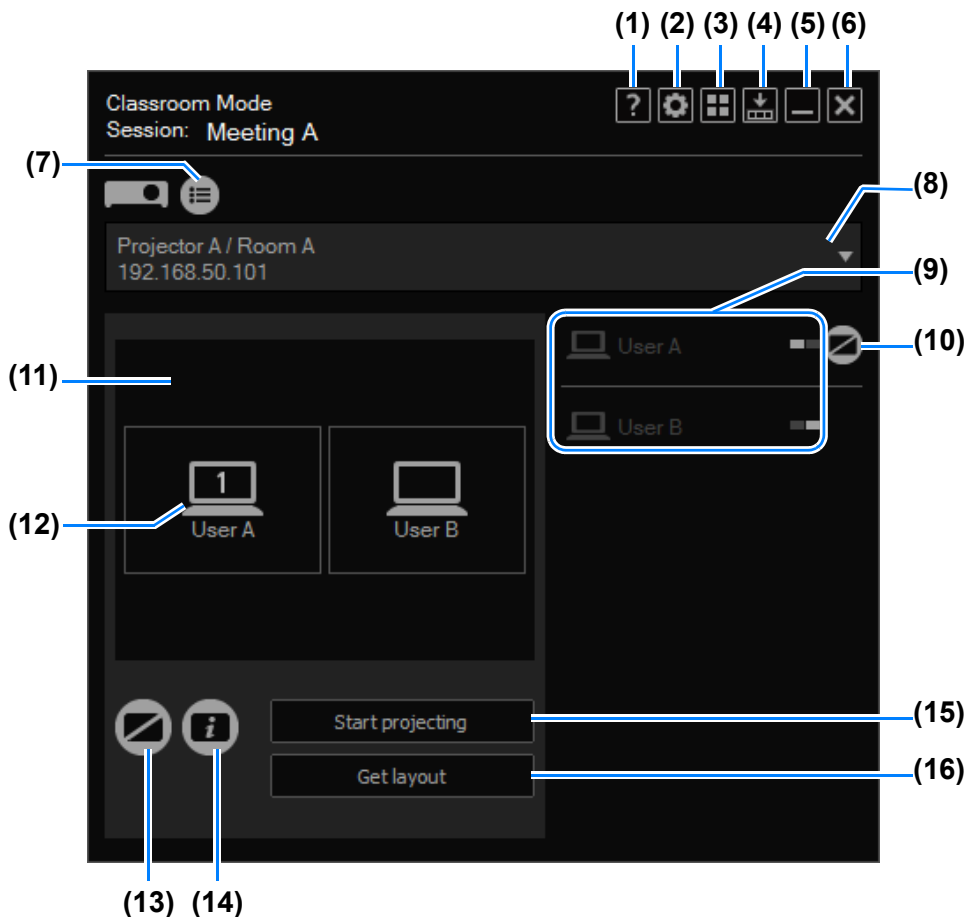 (1) (2) (3) (4) (5) (6)
?
Classroom Mode
Session: Meeting A
(7)
(8)
Projector A / Room A
192.168.50.101
(9)
User A
(10)
(11)
User B
1
User A
User B
(12)
i
Start projecting
(15)
Get layout
(16)
(13) (14)